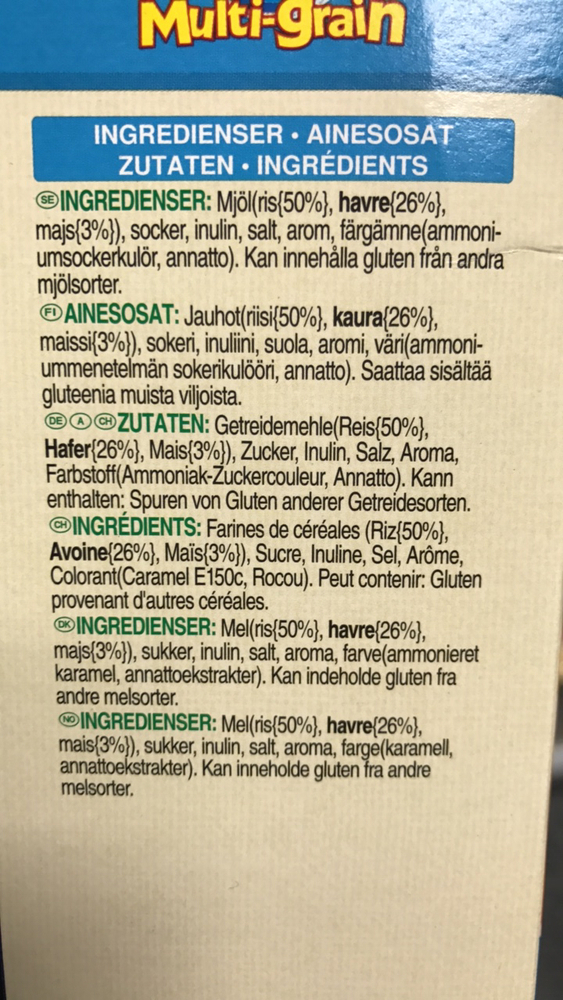 Multi-grain
INGREDIENSER • AINESOSAT
ZUTATEN • INGRÉDIENTS
SE INGREDIENSER: Mjöl(ris{50%}, havre{26%},
majs{3%}), socker, inulin, salt, arom, färgämne(ammoni-
umsockerkulör, annatto). Kan innehålla gluten från andra
mjölsorter.
FI AINESOSAT: Jauhot(riisi{50%}, kaura{26%},
maissi{3%}), sokeri, inuliini, suola, aromi, väri(ammoni-
ummenetelmän sokerikulööri, annatto). Saattaa sisältää
gluteenia muista viljoista.
DE A CH ZUTATEN: Getreidemehle(Reis{50%},
Hafer{26%}, Mais{3%}), Zucker, Inulin, Salz, Aroma,
Farbstoff(Ammoniak-Zuckercouleur, Annatto). Kann
enthalten: Spuren von Gluten anderer Getreidesorten.
CH INGRÉDIENTS: Farines de céréales (Riz{50%},
Avoine{26%}, Maïs{3%}), Sucre, Inuline, Sel, Arôme,
Colorant(Caramel E150c, Rocou). Peut contenir: Gluten
provenant d'autres céréales.
DK INGREDIENSER: Mel(ris{50%}, havre{26%},
majs{3%}), sukker, inulin, salt, aroma, farve(ammonieret
karamel, annattoekstrakter). Kan indeholde gluten fra
andre melsorter.
NO INGREDIENSER: Mel(ris{50%}, havre{26%},
mais{3%}), sukker, inulin, salt, aroma, farge(karamell,
annattoekstrakter). Kan inneholde gluten fra andre
melsorter.